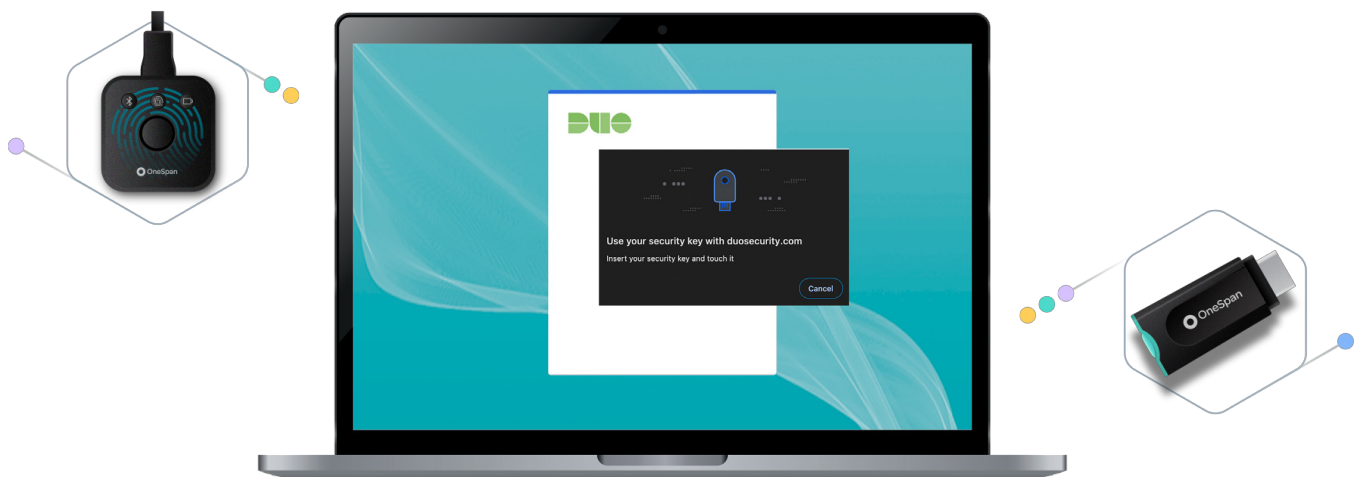 OneSpan
DUO
Use your security key with duosecurity.com
Insert your security key and touch it
Cancel
OneSpan